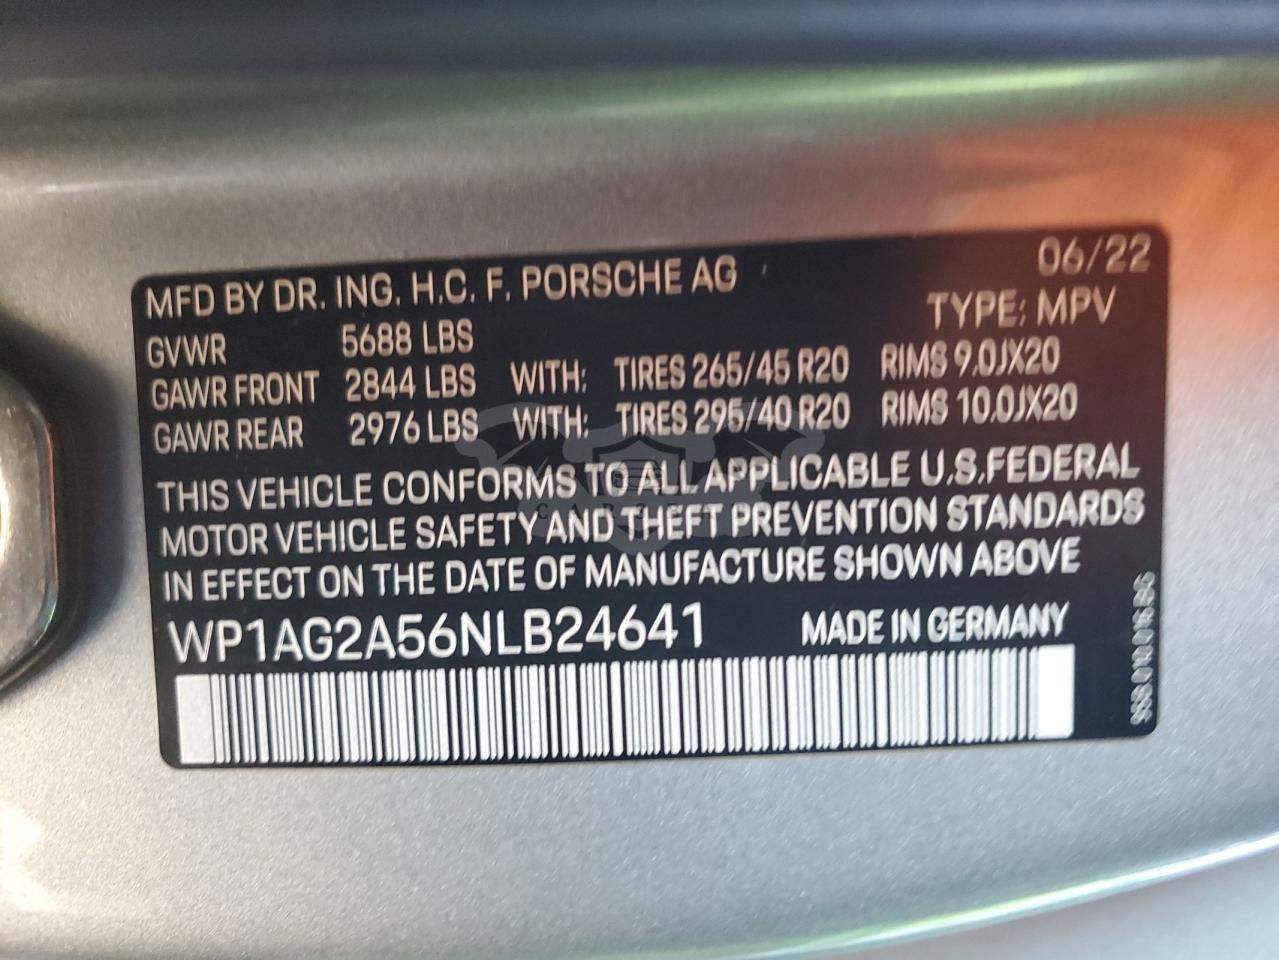 06/22
MFD BY DR. ING. H.C. F. PORSCHE AG
TYPE: MPV
GVWR 5688 LBS
GAWR FRONT 2844 LBS WITH: TIRES 265/45 R20 RIMS 9.0JX20
GAWR REAR 2976 LBS WITH: TIRES 295/40 R20 RIMS 10.0JX20
THIS VEHICLE CONFORMS TO ALL APPLICABLE U.S.FEDERAL
MOTOR VEHICLE SAFETY AND THEFT PREVENTION STANDARDS
IN EFFECT ON THE DATE OF MANUFACTURE SHOWN ABOVE
WP1AG2A56NLB24641 MADE IN GERMANY